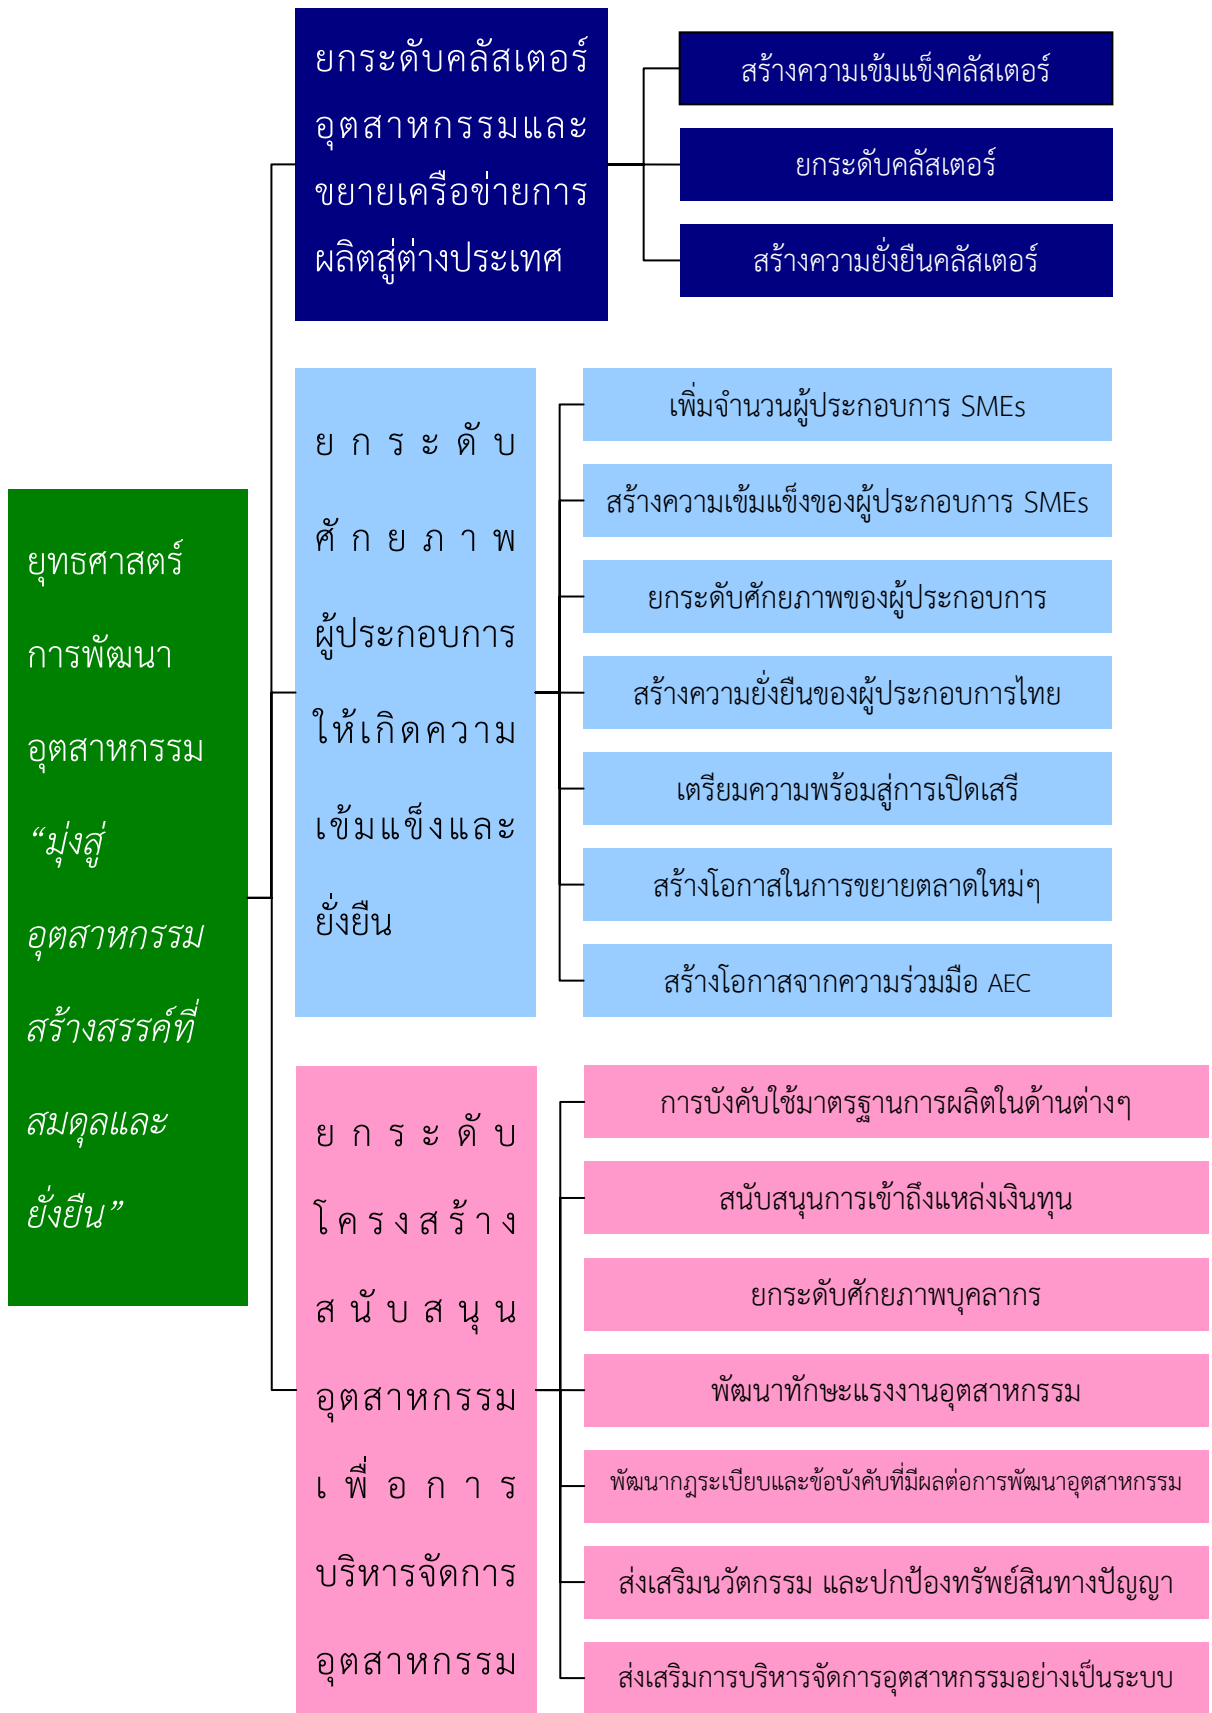 ยุทธศาสตร์
การพัฒนา
อุตสาหกรรม
“มุ่งสู่
อุตสาหกรรม
สร้างสรรค์ที่
สมดุลและ
ยั่งยืน”
ยกระดับคลัสเตอร์
อุตสาหกรรมและ
ขยายเครือข่ายการ
ผลิตสู่ต่างประเทศ
สร้างความเข้มแข็งคลัสเตอร์
ยกระดับคลัสเตอร์
สร้างความยั่งยืนคลัสเตอร์
ยกระดับ
ศักยภาพ
ผู้ประกอบการ
ให้เกิดความ
เข้มแข็งและ
ยั่งยืน
เพิ่มจำนวนผู้ประกอบการ SMEs
สร้างความเข้มแข็งของผู้ประกอบการ SMEs
ยกระดับศักยภาพของผู้ประกอบการ
สร้างความยั่งยืนของผู้ประกอบการไทย
เตรียมความพร้อมสู่การเปิดเสรี
สร้างโอกาสในการขยายตลาดใหม่ๆ
สร้างโอกาสจากความร่วมมือ AEC
ยกระดับ
โครงสร้าง
สนับสนุน
อุตสาหกรรม
เพื่อการ
บริหารจัดการ
อุตสาหกรรม
การบังคับใช้มาตรฐานการผลิตในด้านต่างๆ
สนับสนุนการเข้าถึงแหล่งเงินทุน
ยกระดับศักยภาพบุคลากร
พัฒนาทักษะแรงงานอุตสาหกรรม
พัฒนากฎระเบียบและข้อบังคับที่มีผลต่อการพัฒนาอุตสาหกรรม
ส่งเสริมนวัตกรรม และปกป้องทรัพย์สินทางปัญญา
ส่งเสริมการบริหารจัดการอุตสาหกรรมอย่างเป็นระบบ